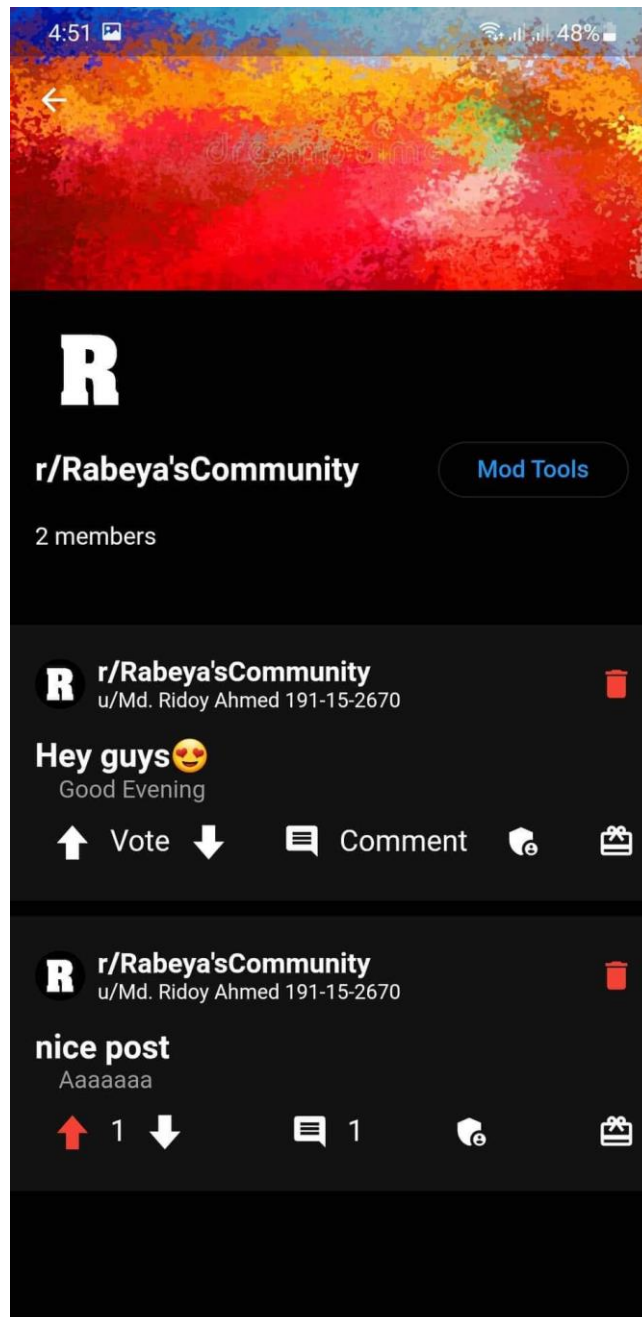 4:51 48%
dreamstime
R
r/Rabeya'sCommunity Mod Tools
2 members
R r/Rabeya'sCommunity
u/Md. Ridoy Ahmed 191-15-2670
Hey guys😍
Good Evening
Vote Comment
R r/Rabeya'sCommunity
u/Md. Ridoy Ahmed 191-15-2670
nice post
Aaaaaaa
1 1